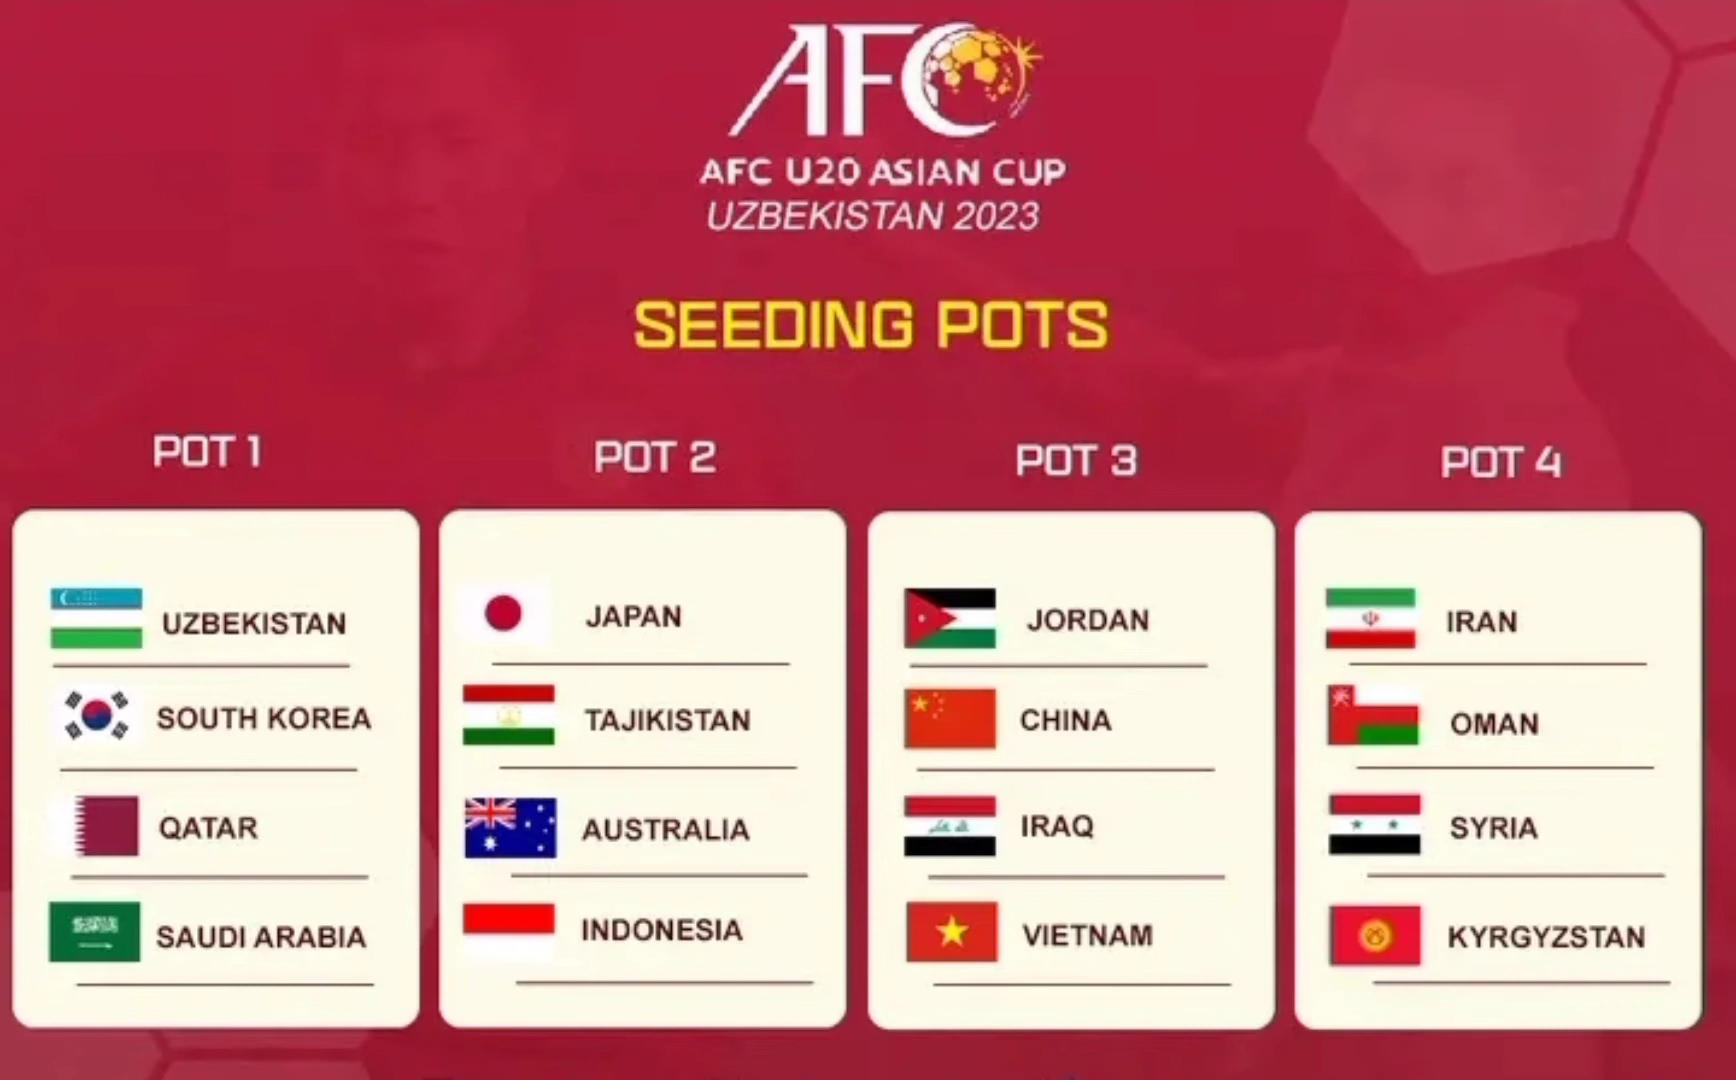 AFC
AFC U20 ASIAN CUP
UZBEKISTAN 2023
SEEDING POTS
POT 1
UZBEKISTAN
SOUTH KOREA
QATAR
SAUDI ARABIA
POT 2
JAPAN
TAJIKISTAN
AUSTRALIA
INDONESIA
POT 3
JORDAN
CHINA
IRAQ
VIETNAM
POT 4
IRAN
OMAN
SYRIA
KYRGYZSTAN